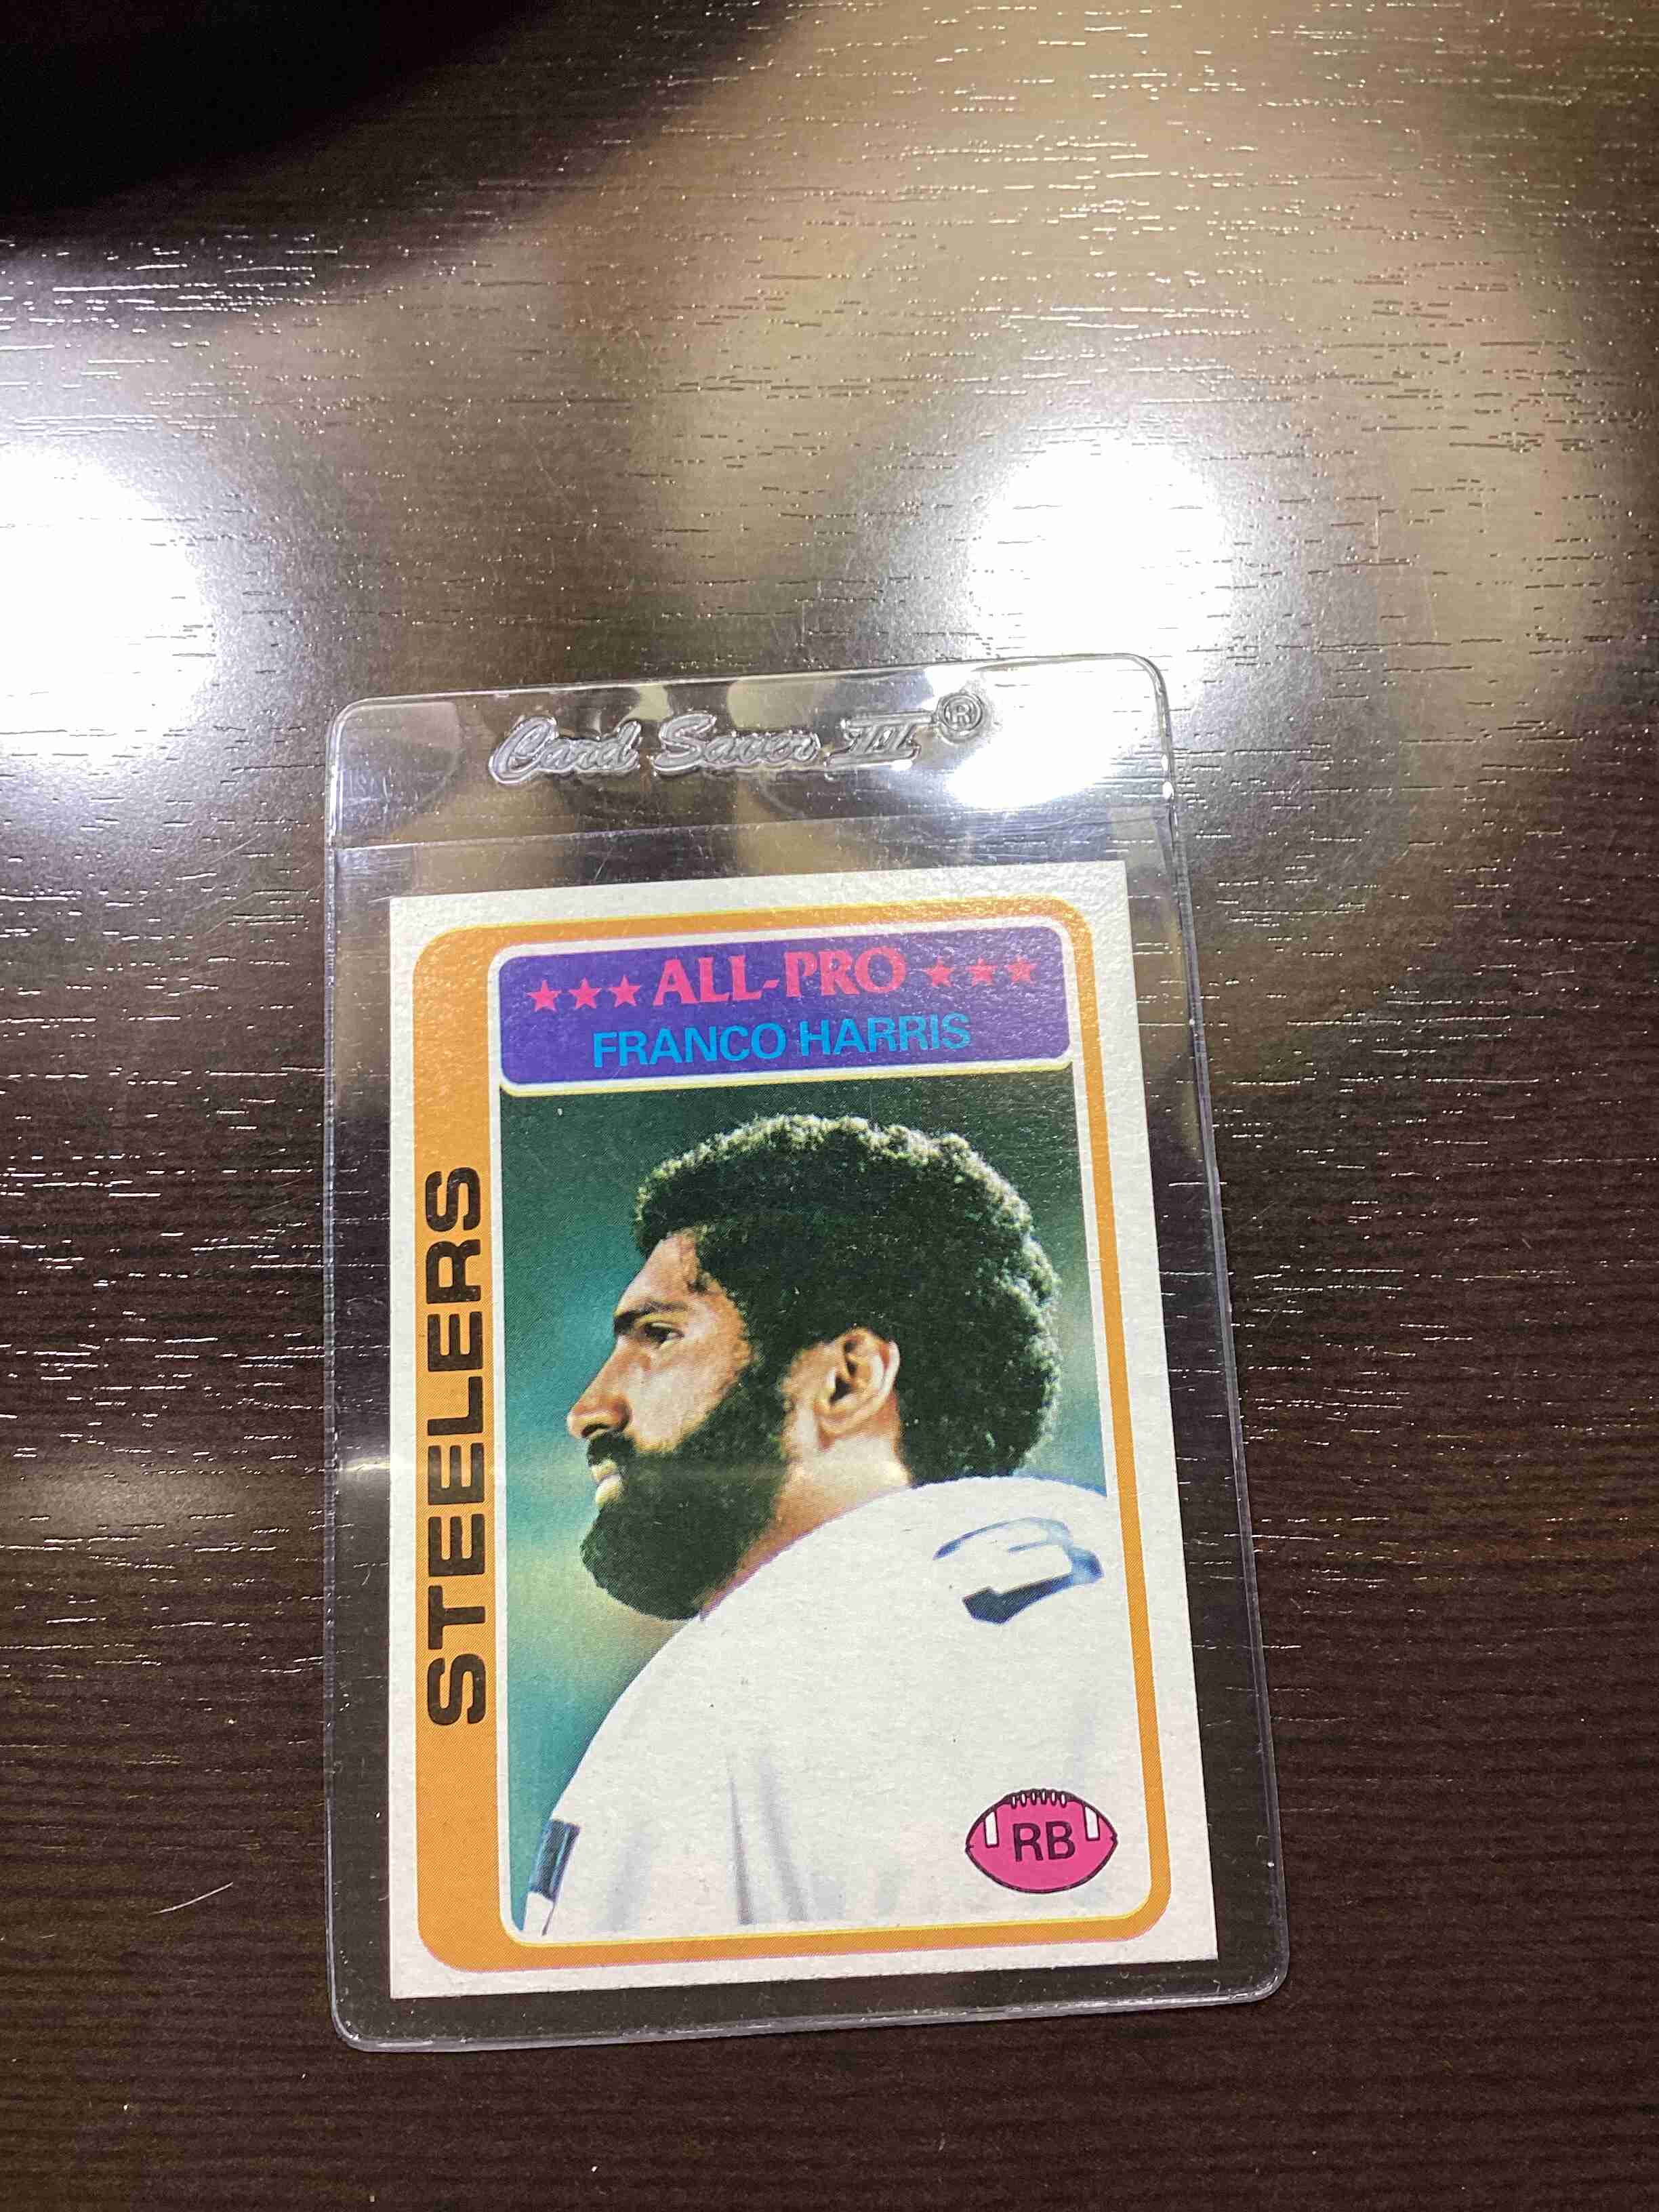 Card Saver II®
★★★ ALL-PRO ★★★
FRANCO HARRIS
STEELERS
RB